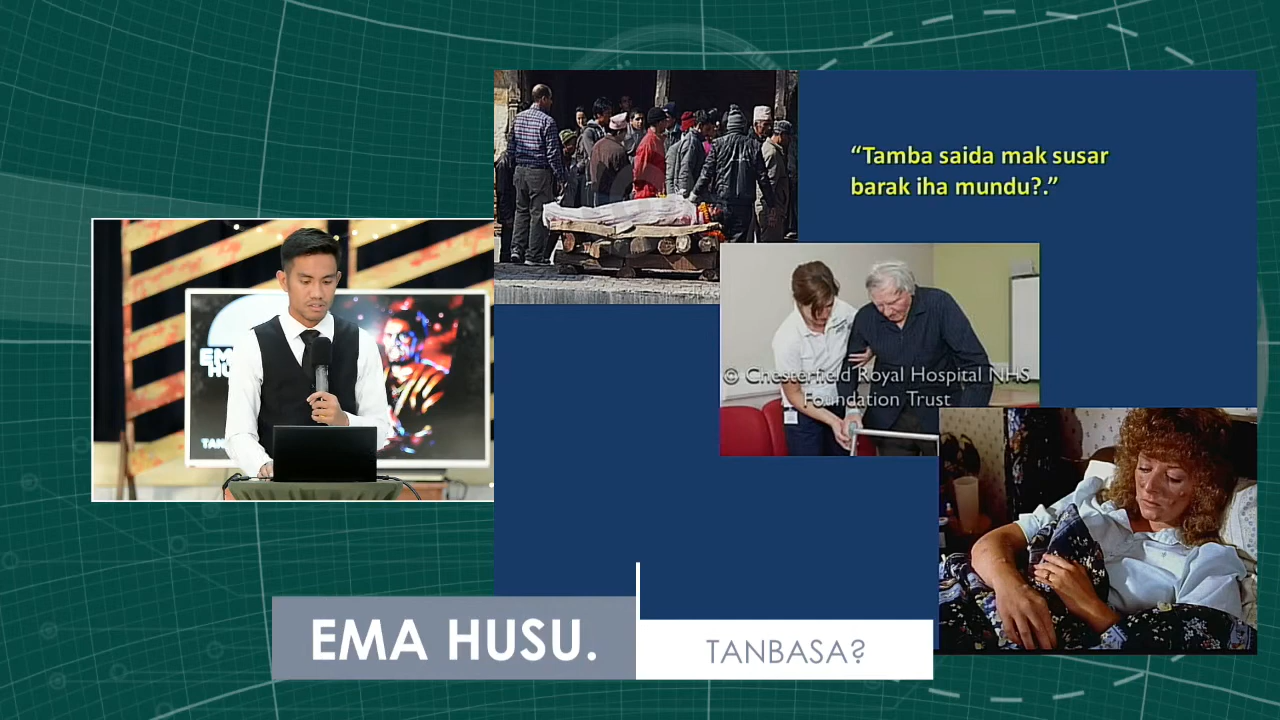 “Tamba saida mak susar
barak iha mundu?.”
© Chesterfield Royal Hospital NHS
Foundation Trust
EMA HUSU.
TANBASA?